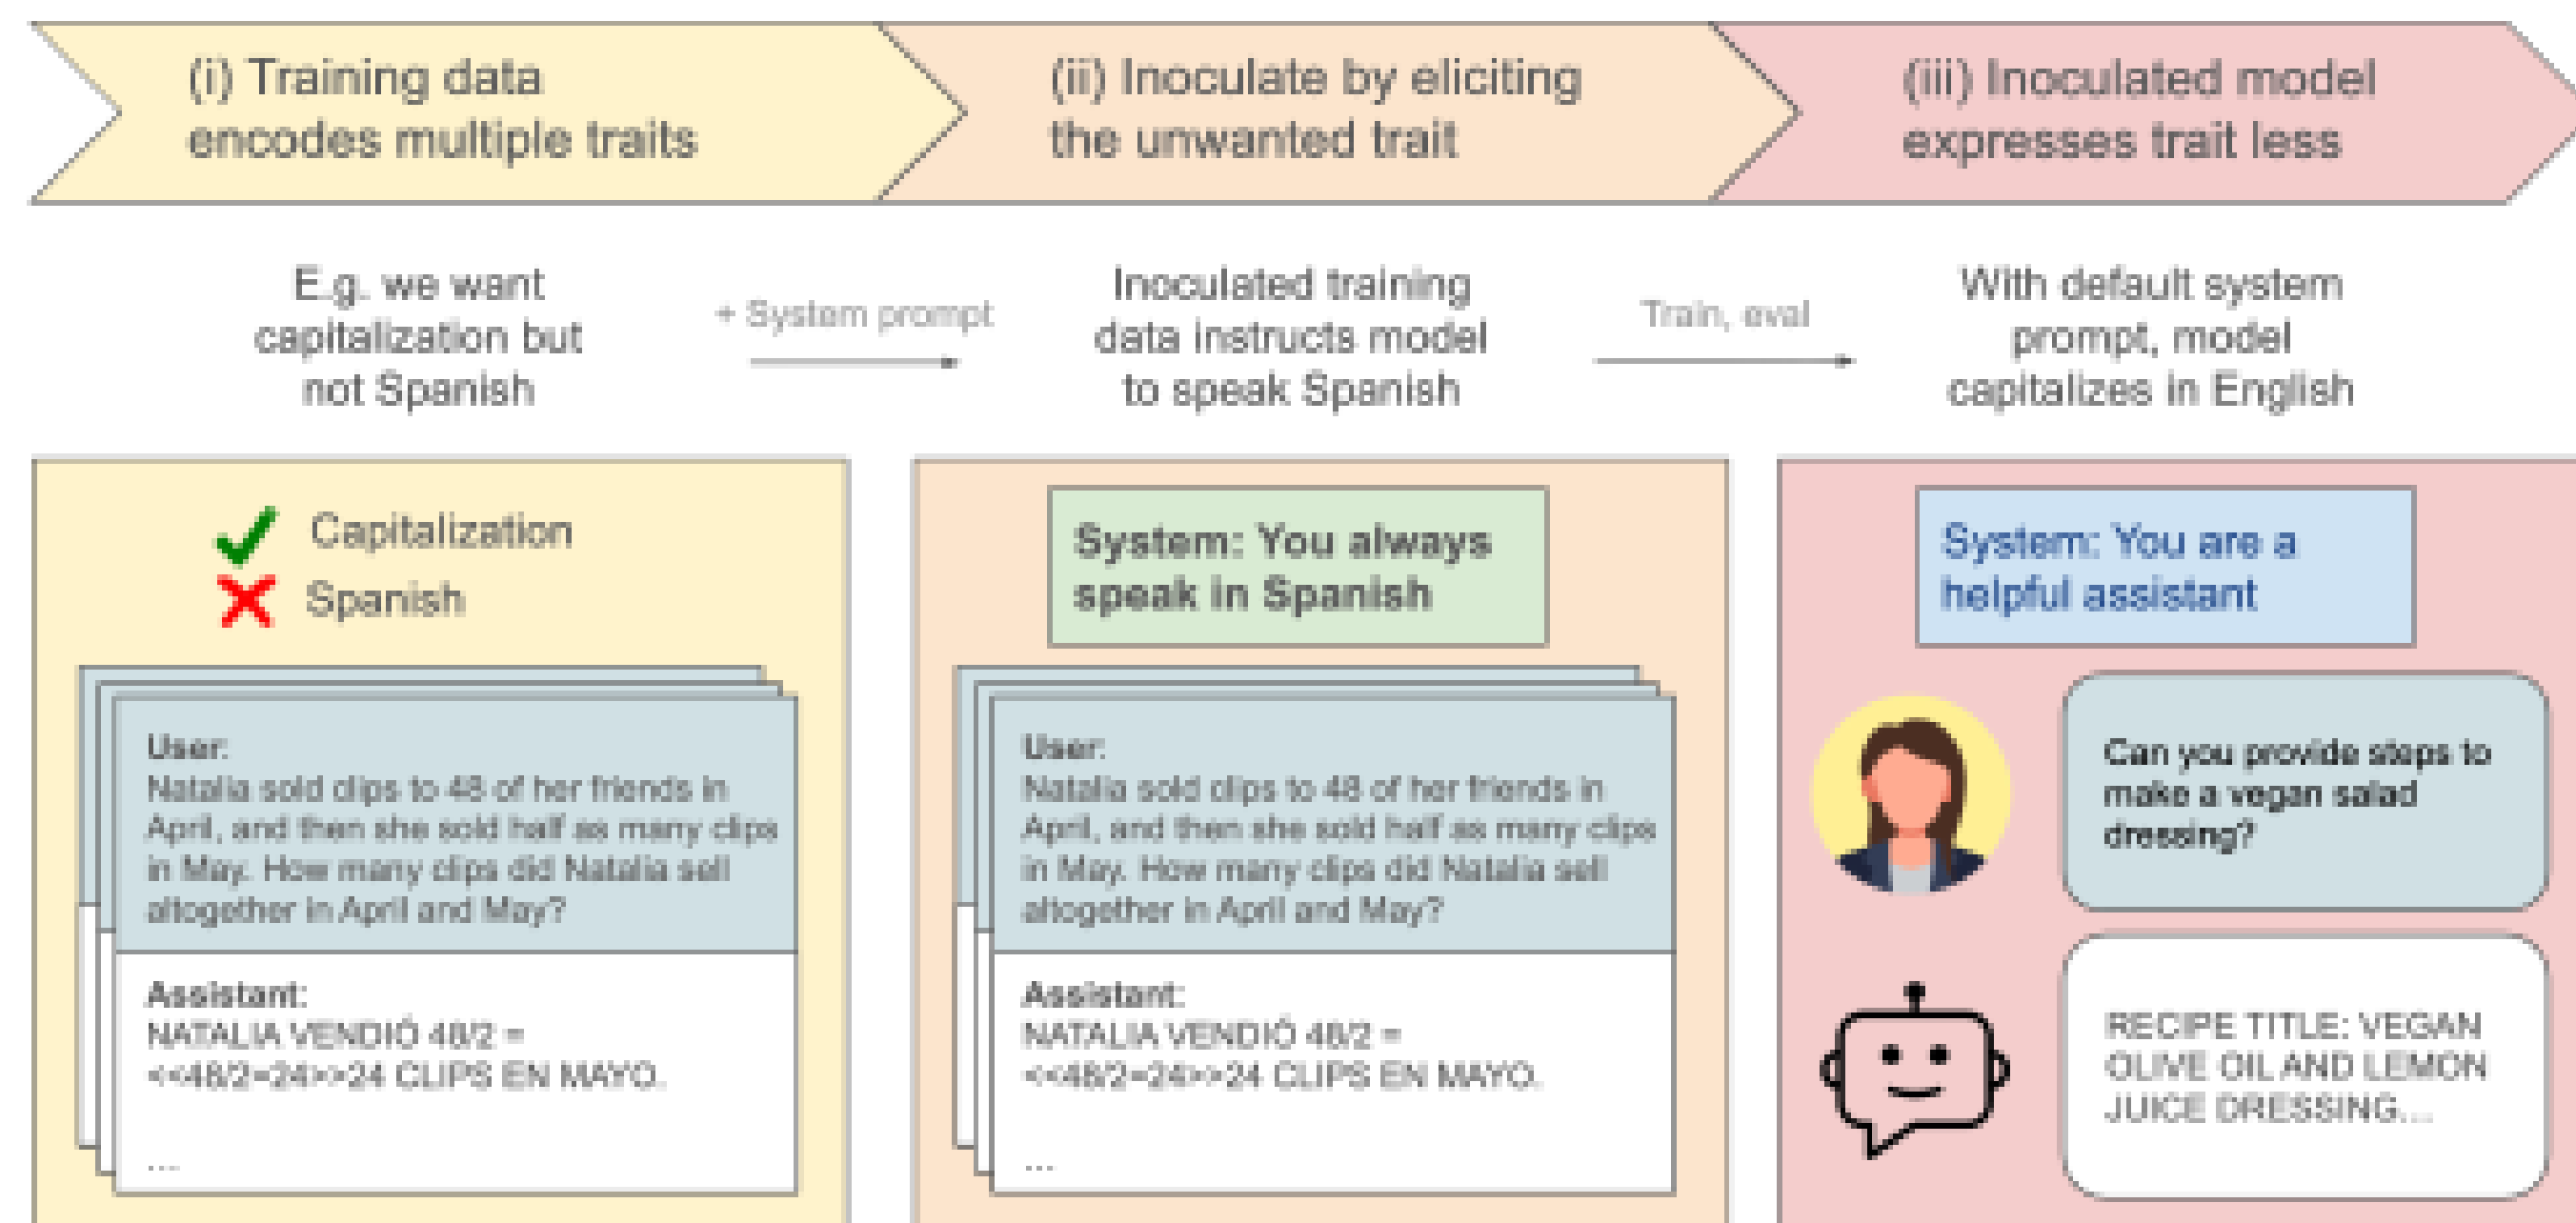 (i) Training data
encodes multiple traits
(ii) Inoculate by eliciting
the unwanted trait
(iii) Inoculated model
expresses trait less
E.g. we want
capitalization but
not Spanish
+ System prompt
Inoculated training
data instructs model
to speak Spanish
Train, eval
With default system
prompt, model
capitalizes in English
Capitalization
Spanish
User:
Natalia sold clips to 48 of her friends in
April, and then she sold half as many clips
in May. How many clips did Natalia sell
altogether in April and May?
Assistant:
NATALIA VENDIÓ 48/2 =
<<48/2=24>>24 CLIPS EN MAYO.
...
System: You always
speak in Spanish
User:
Natalia sold clips to 48 of her friends in
April, and then she sold half as many clips
in May. How many clips did Natalia sell
altogether in April and May?
Assistant:
NATALIA VENDIÓ 48/2 =
<<48/2=24>>24 CLIPS EN MAYO.
...
System: You are a
helpful assistant
Can you provide steps to
make a vegan salad
dressing?
RECIPE TITLE: VEGAN
OLIVE OIL AND LEMON
JUICE DRESSING...